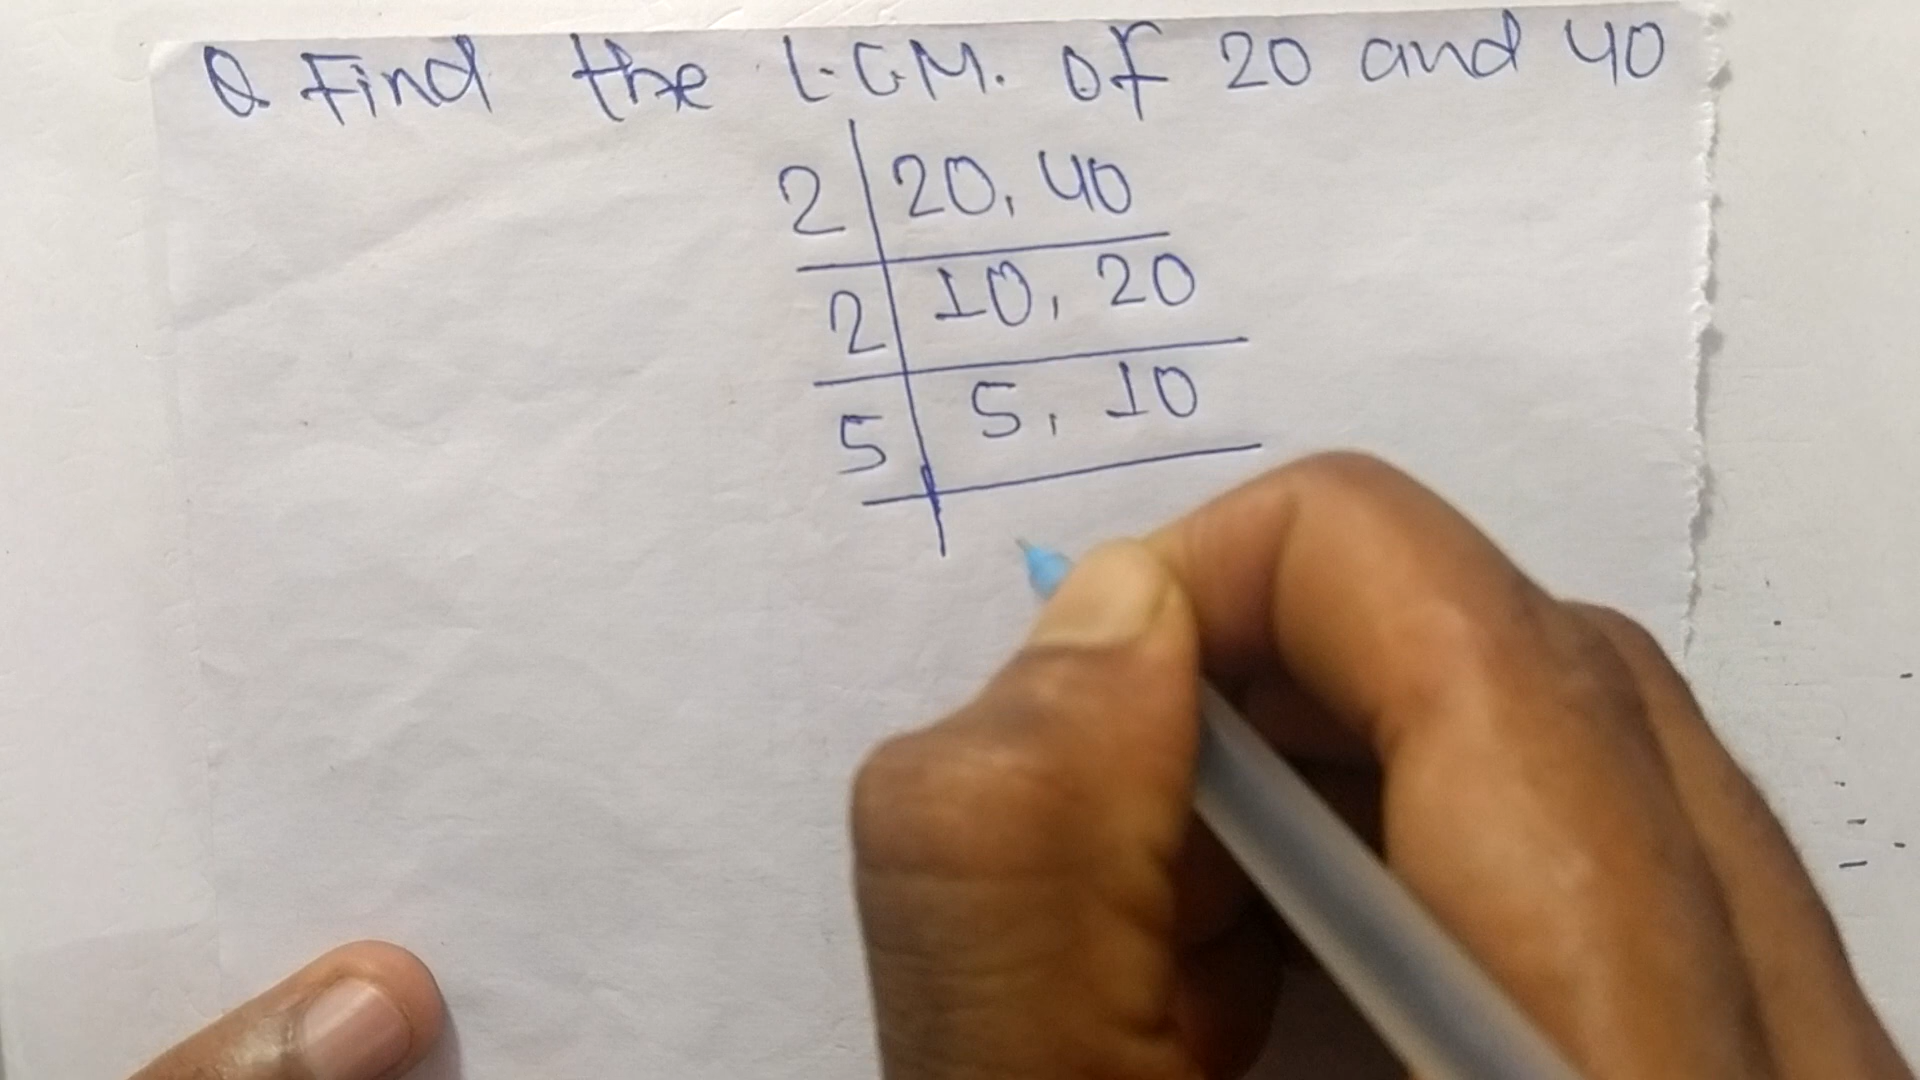 Q Find the L.C.M. of 20 and 40
2 | 20, 40
2 | 10, 20
5 | 5, 10